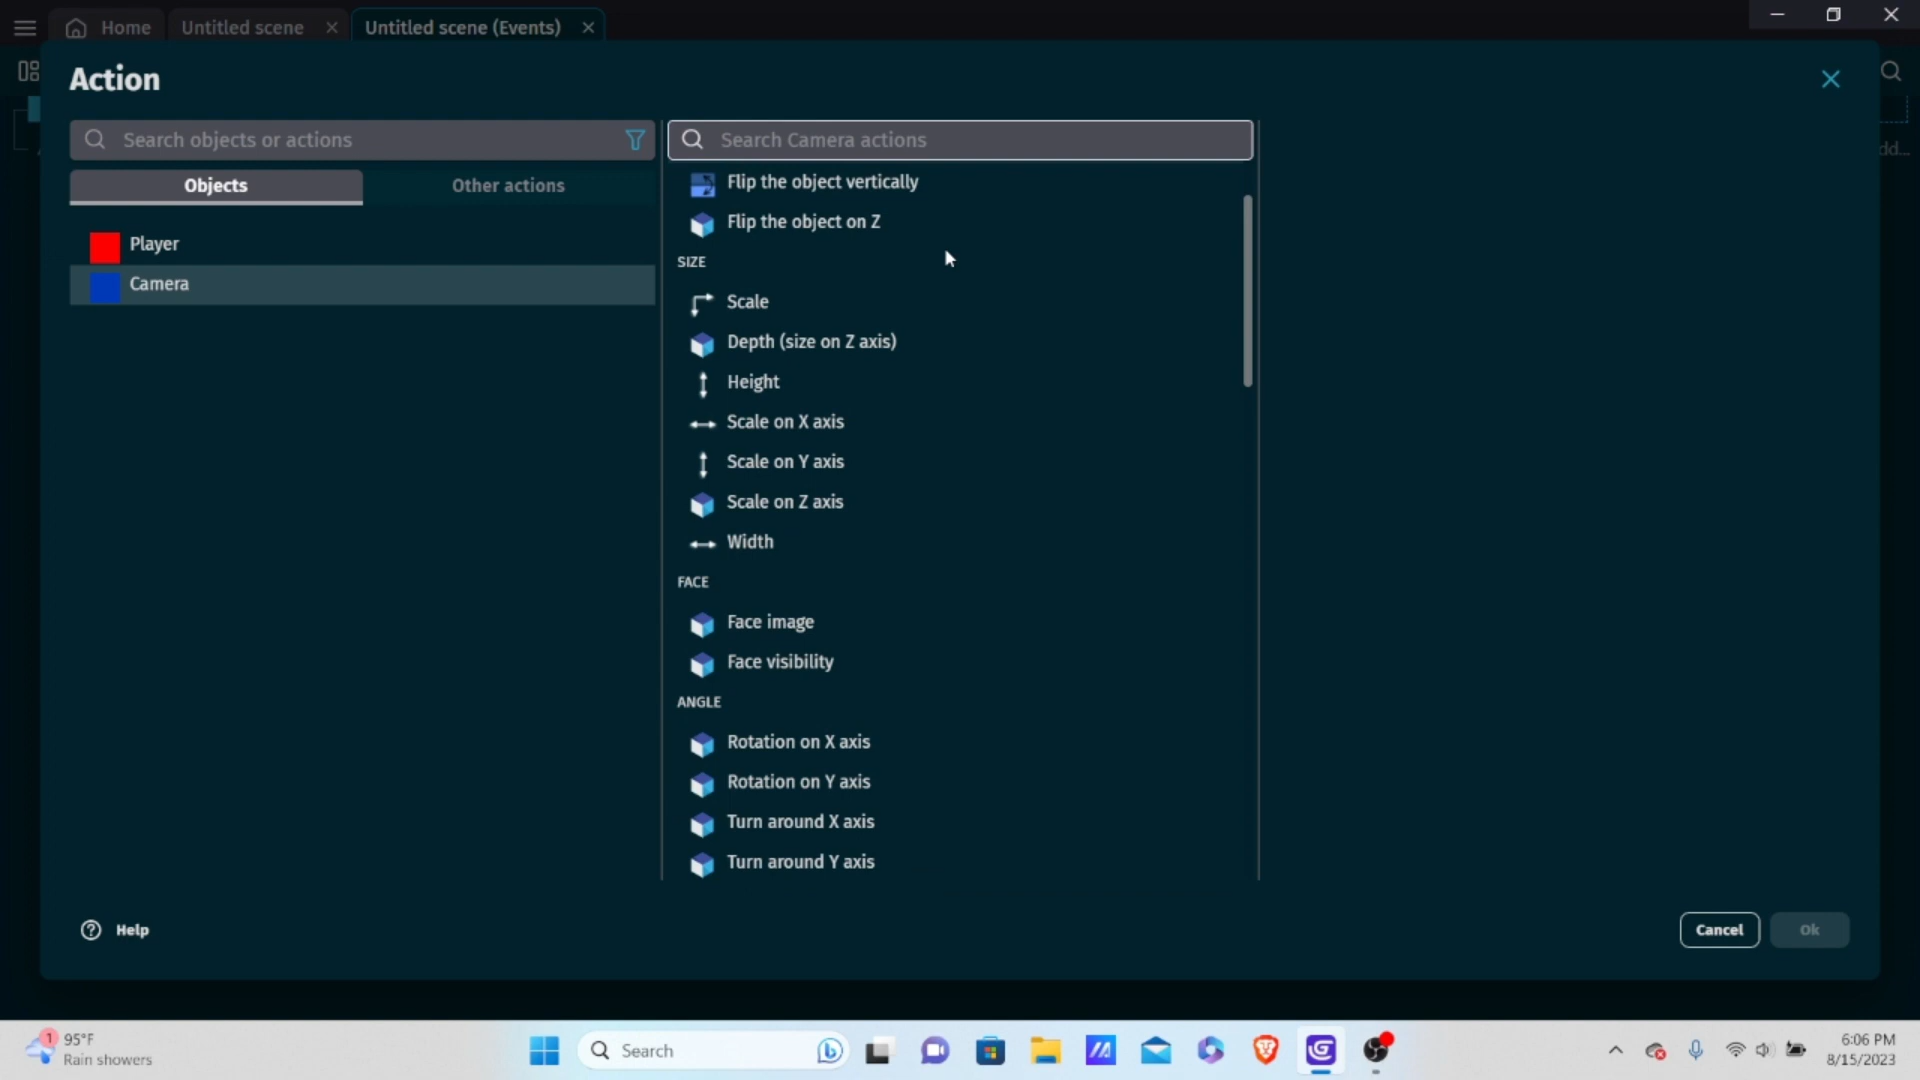 Home
Untitled scene
Untitled scene (Events)
Action
Search objects or actions
Search Camera actions
Objects
Other actions
Player
Camera
Flip the object vertically
Flip the object on Z
SIZE
Scale
Depth (size on Z axis)
Height
Scale on X axis
Scale on Y axis
Scale on Z axis
Width
FACE
Face image
Face visibility
ANGLE
Rotation on X axis
Rotation on Y axis
Turn around X axis
Turn around Y axis
dd...
Help
Cancel
Ok
1
95°F
Rain showers
Search
6:06 PM
8/15/2023